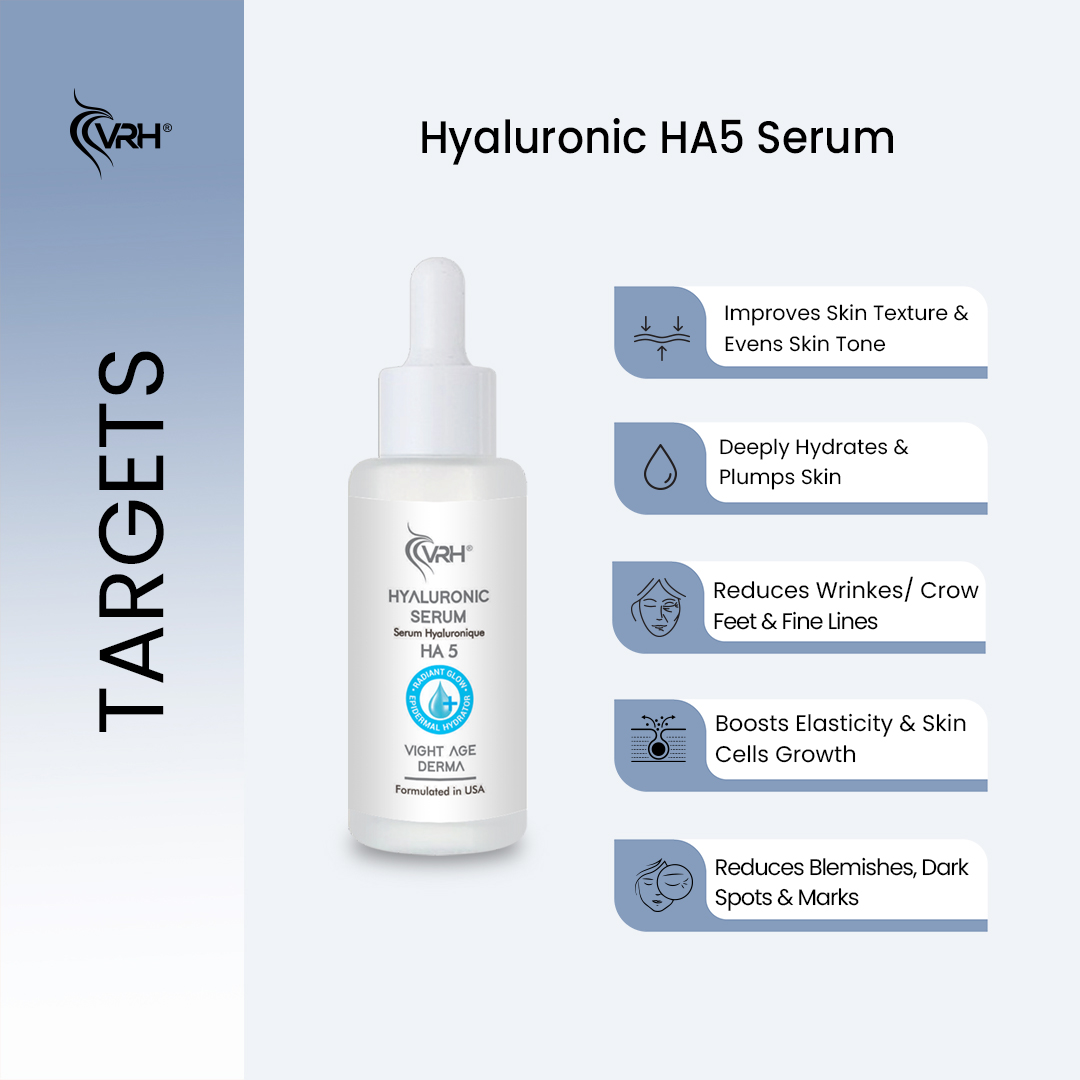 VRH®
TARGETS
Hyaluronic HA5 Serum
VRH®
HYALURONIC
SERUM
Serum Hyaluronique
HA 5
• RADIANT GLOW •
EPIDERMAL HYDRATOR
VIGHT AGE
DERMA
Formulated in USA
Improves Skin Texture &
Evens Skin Tone
Deeply Hydrates &
Plumps Skin
Reduces Wrinkes/ Crow
Feet & Fine Lines
Boosts Elasticity & Skin
Cells Growth
Reduces Blemishes, Dark
Spots & Marks